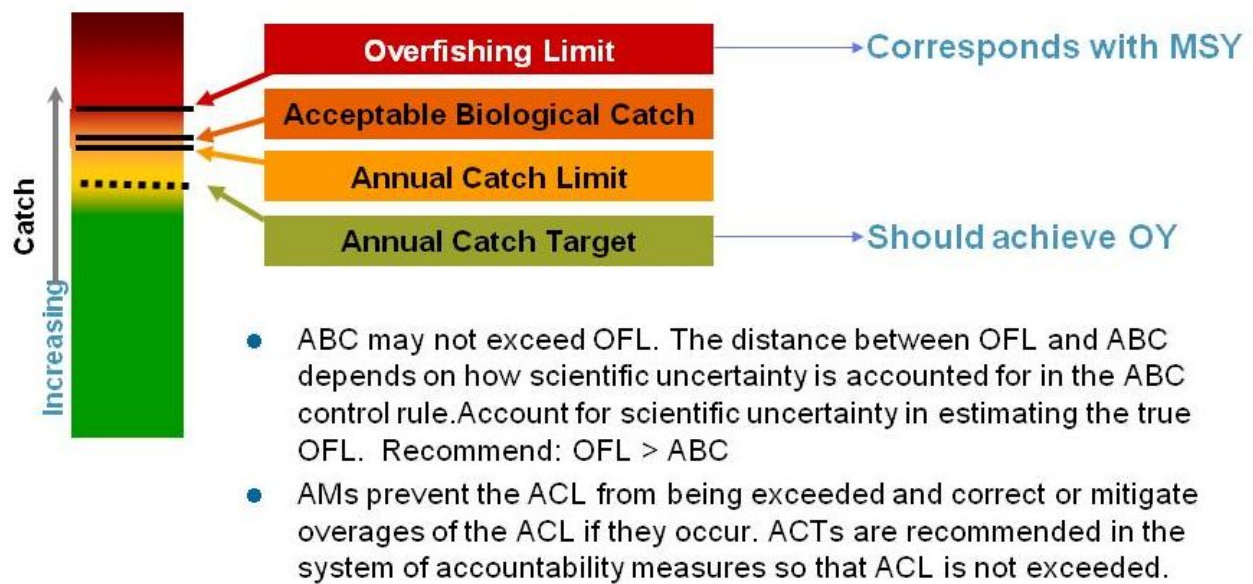 Overfishing Limit
Corresponds with MSY
Acceptable Biological Catch
Annual Catch Limit
Annual Catch Target
Should achieve OY
Catch
Increasing
ABC may not exceed OFL. The distance between OFL and ABC
depends on how scientific uncertainty is accounted for in the ABC
control rule.Account for scientific uncertainty in estimating the true
OFL. Recommend: OFL > ABC
AMs prevent the ACL from being exceeded and correct or mitigate
overages of the ACL if they occur. ACTs are recommended in the
system of accountability measures so that ACL is not exceeded.